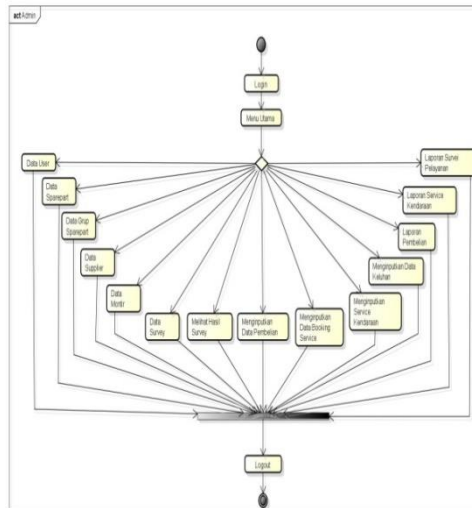 act Admin
Login
Menu Utama
Data User
Data
Sparepart
Data Grup
Sparepart
Data
Supplier
Data
Montir
Data
Survey
Melihat Hasil
Survey
Menginputkan
Data Pembelian
Menginputkan
Data Booking
Service
Menginputkan
Service
Kendaraan
Menginputkan Data
Keluhan
Laporan
Pembelian
Laporan Service
Kendaraan
Laporan Survei
Pelayanan
Logout